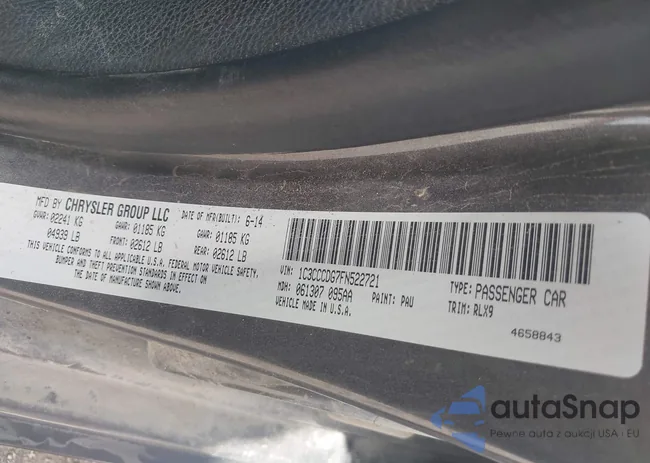 MFD BY CHRYSLER GROUP LLC DATE OF MFR(BUILT): 6-14
GVWR: 02241 KG GAWR: 01185 KG GAWR: 01185 KG
04939 LB FRONT: 02612 LB REAR: 02612 LB
THIS VEHICLE CONFORMS TO ALL APPLICABLE U.S.A. FEDERAL MOTOR VEHICLE SAFETY,
BUMPER AND THEFT PREVENTION STANDARDS IN EFFECT ON
THE DATE OF MANUFACTURE SHOWN ABOVE.
VIN: 1C3CCCDG7FN522721 TYPE: PASSENGER CAR
MDH: 061307 095AA PAINT: PAU TRIM: RLX9
VEHICLE MADE IN U.S.A.
4658843
autaSnap
Pewne auta z aukcji USA i EU